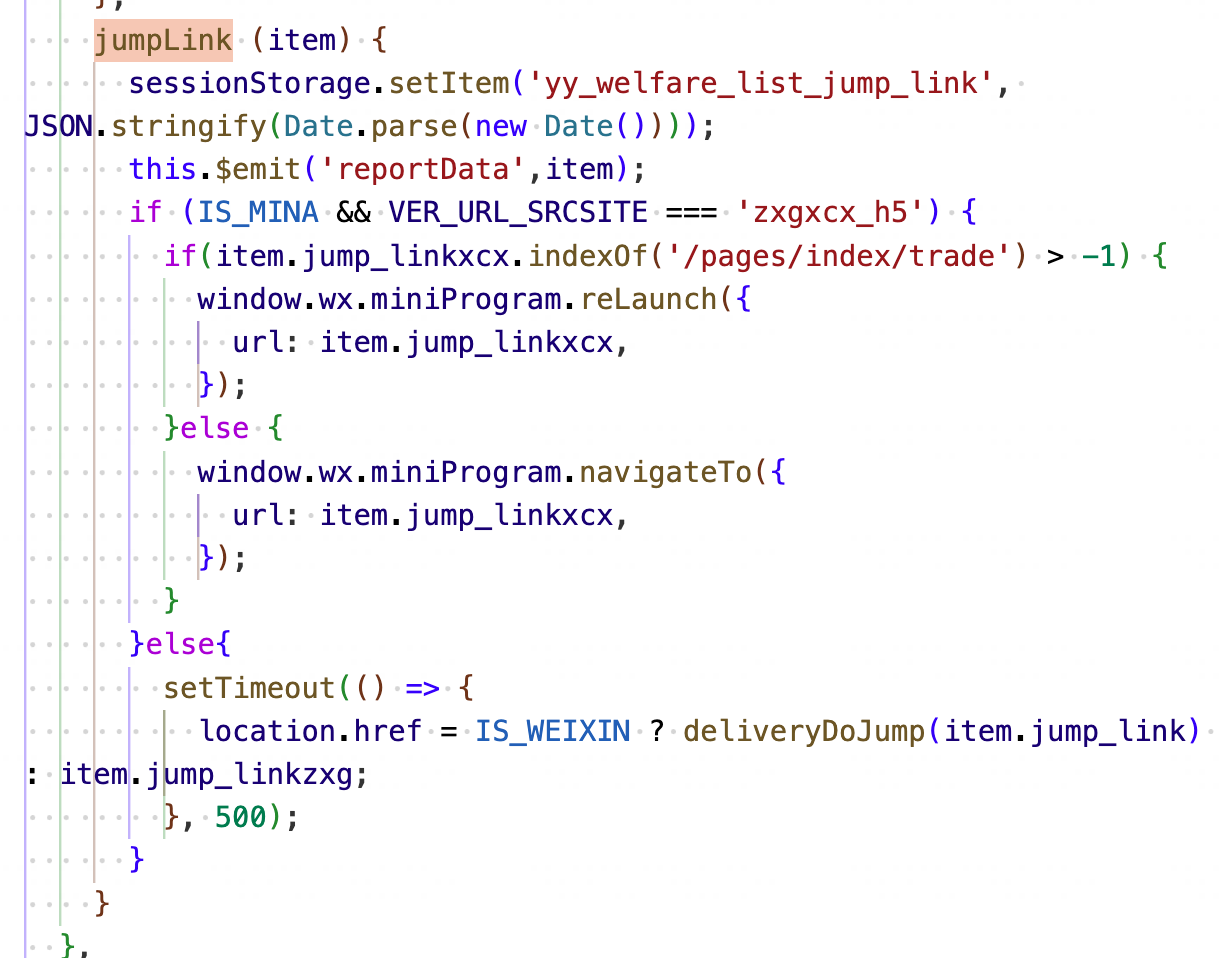 },
jumpLink (item) {
sessionStorage.setItem('yy_welfare_list_jump_link',
JSON.stringify(Date.parse(new Date())));
this.$emit('reportData',item);
if (IS_MINA && VER_URL_SRCSITE === 'zxgxcx_h5') {
if(item.jump_linkxcx.indexOf('/pages/index/trade') > -1) {
window.wx.miniProgram.reLaunch({
url: item.jump_linkxcx,
});
}else {
window.wx.miniProgram.navigateTo({
url: item.jump_linkxcx,
});
}
}else{
setTimeout(() => {
location.href = IS_WEIXIN ? deliveryDoJump(item.jump_link)
: item.jump_linkzxg;
}, 500);
}
}
},